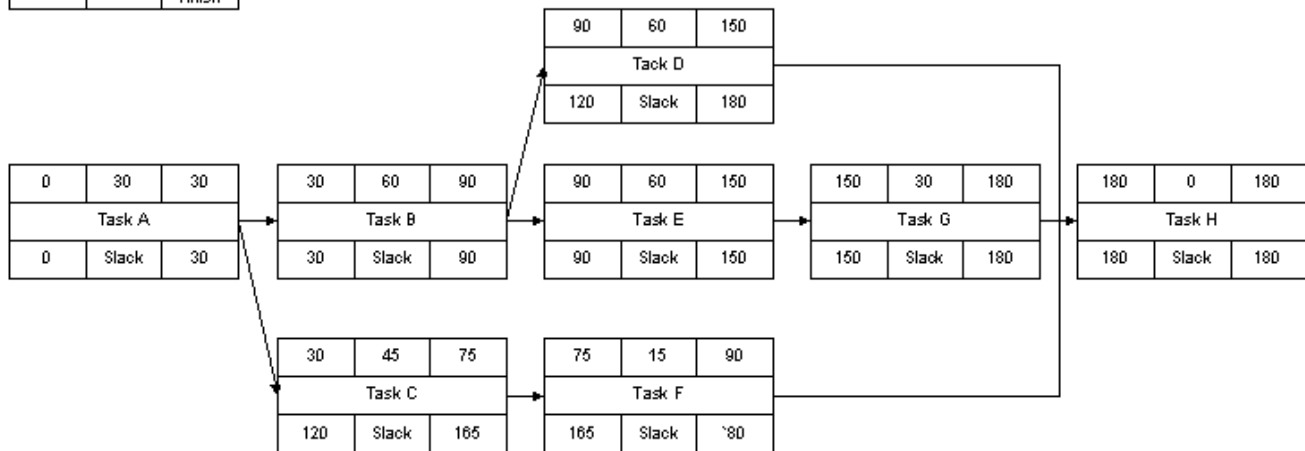 90 60 150
Tack D
120 Slack 180
0 30 30
Task A
0 Slack 30
30 60 90
Task B
30 Slack 90
90 60 150
Task E
90 Slack 150
150 30 180
Task G
150 Slack 180
180 0 180
Task H
180 Slack 180
30 45 75
Task C
120 Slack 165
75 15 90
Task F
165 Slack `80